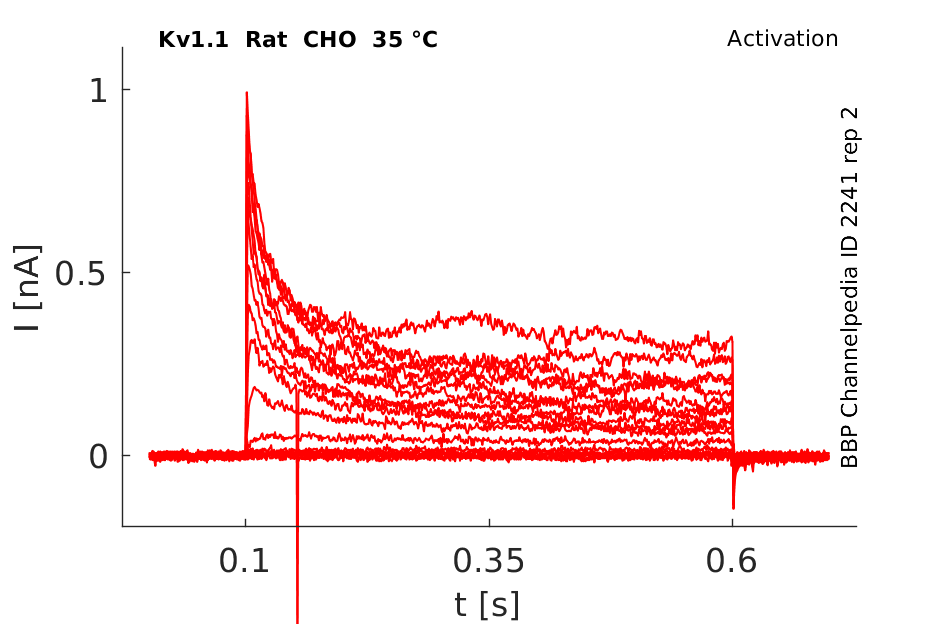 Kv1.1 Rat CHO 35 °C
Activation
1
0.5
0
I [nA]
0.1
0.35
0.6
t [s]
BBP Channelpedia ID 2241 rep 2